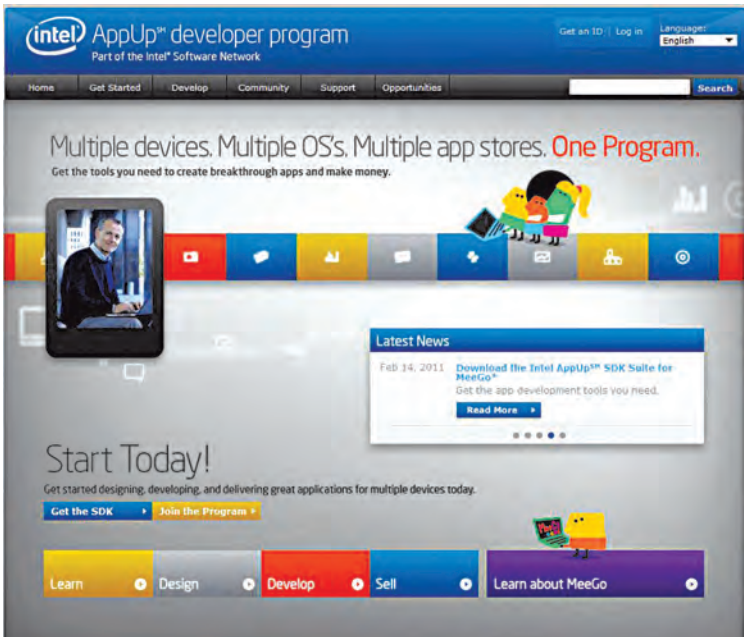 intel AppUp℠ developer program
Part of the Intel® Software Network
Get an ID | Log in
Language:
English
Home Get Started Develop Community Support Opportunities
Search
Multiple devices. Multiple OS's. Multiple app stores. One Program.
Get the tools you need to create breakthrough apps and make money.
Latest News
Feb 14, 2011 Download the Intel AppUp℠ SDK Suite for
MeeGo*
Get the app development tools you need.
Read More
Start Today!
Get started designing, developing, and delivering great applications for multiple devices today.
Get the SDK Join the Program
Learn Design Develop Sell Learn about MeeGo